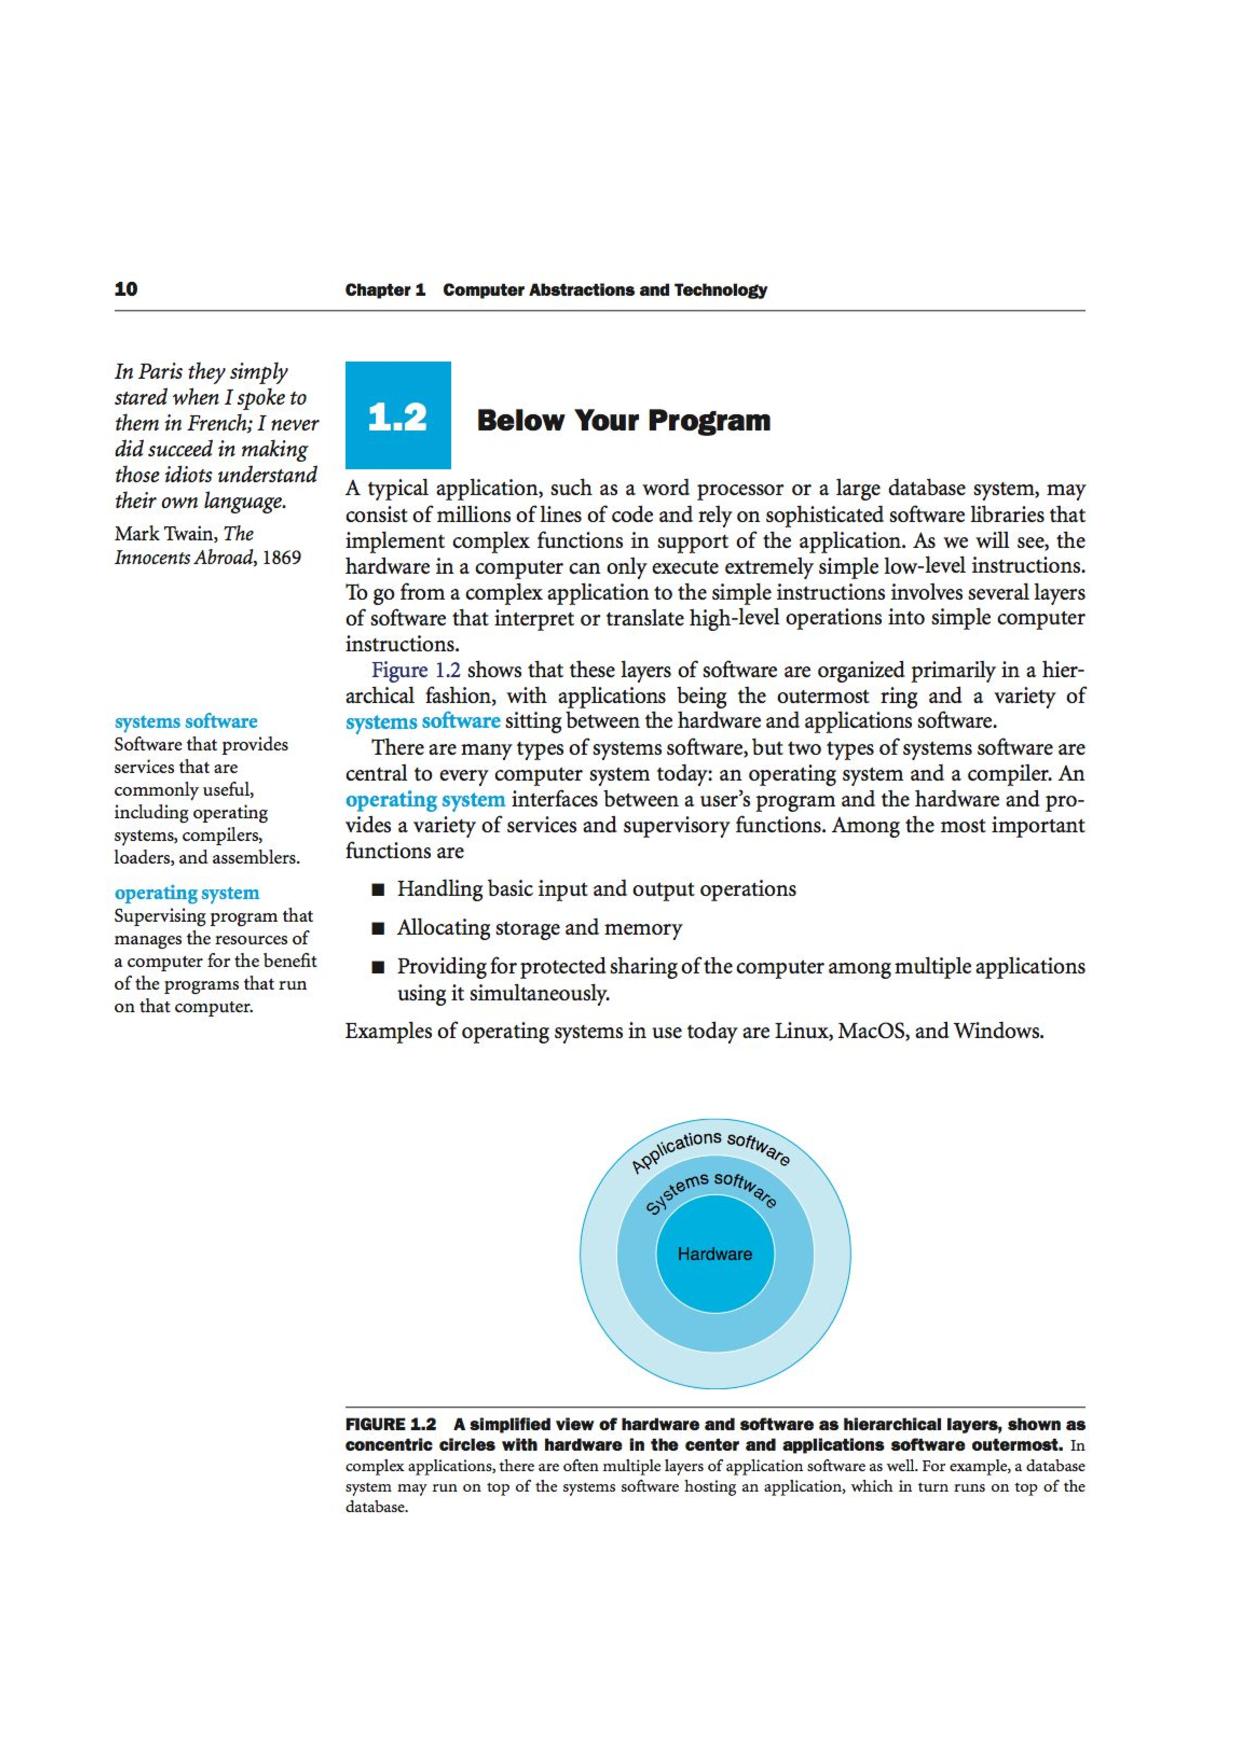 10
Chapter 1 Computer Abstractions and Technology
In Paris they simply
stared when I spoke to
them in French; I never
did succeed in making
those idiots understand
their own language.
Mark Twain, The
Innocents Abroad, 1869
1.2
Below Your Program
A typical application, such as a word processor or a large database system, may
consist of millions of lines of code and rely on sophisticated software libraries that
implement complex functions in support of the application. As we will see, the
hardware in a computer can only execute extremely simple low-level instructions.
To go from a complex application to the simple instructions involves several layers
of software that interpret or translate high-level operations into simple computer
instructions.
Figure 1.2 shows that these layers of software are organized primarily in a hier-
archical fashion, with applications being the outermost ring and a variety of
systems software sitting between the hardware and applications software.
systems software
Software that provides
services that are
commonly useful,
including operating
systems, compilers,
loaders, and assemblers.
There are many types of systems software, but two types of systems software are
central to every computer system today: an operating system and a compiler. An
operating system interfaces between a user's program and the hardware and pro-
vides a variety of services and supervisory functions. Among the most important
functions are
operating system
Supervising program that
manages the resources of
a computer for the benefit
of the programs that run
on that computer.
■ Handling basic input and output operations
■ Allocating storage and memory
■ Providing for protected sharing of the computer among multiple applications
using it simultaneously.
Examples of operating systems in use today are Linux, MacOS, and Windows.
Applications software
Systems software
Hardware
FIGURE 1.2 A simplified view of hardware and software as hierarchical layers, shown as
concentric circles with hardware in the center and applications software outermost. In
complex applications, there are often multiple layers of application software as well. For example, a database
system may run on top of the systems software hosting an application, which in turn runs on top of the
database.